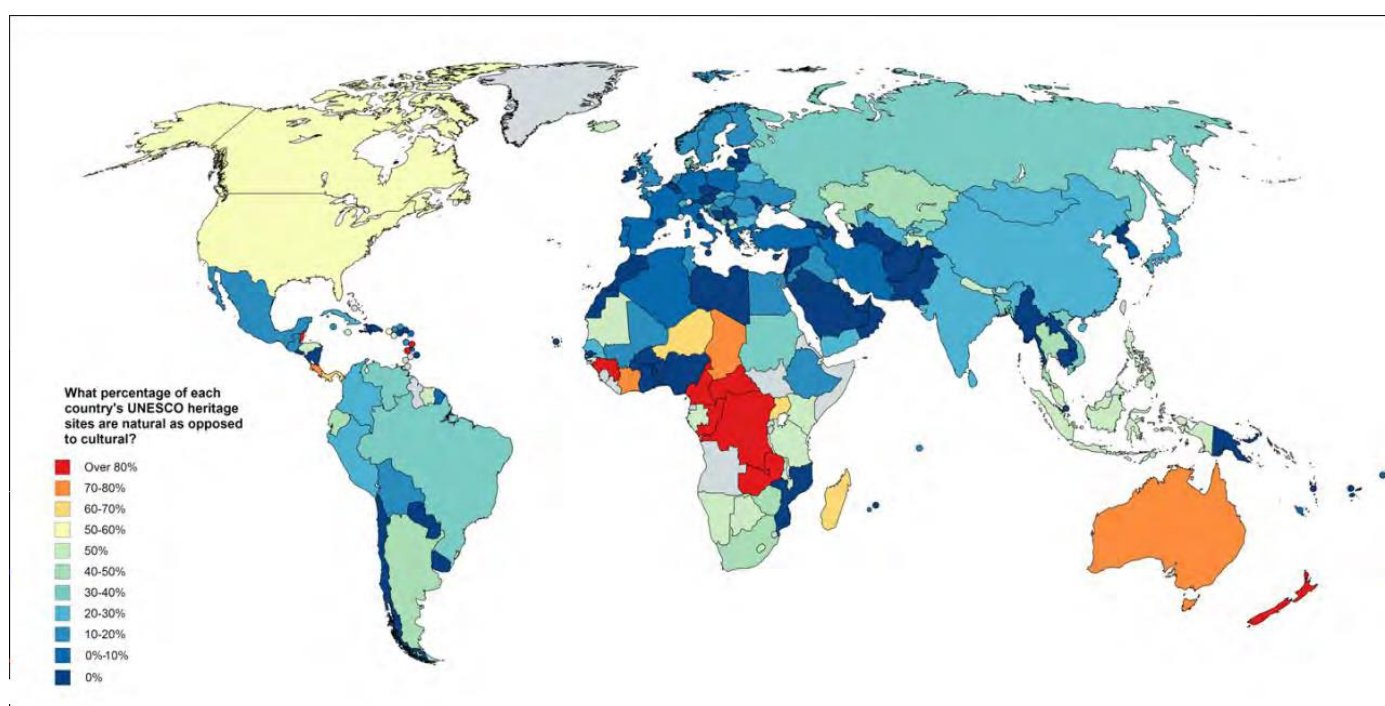 What percentage of each
country's UNESCO heritage
sites are natural as opposed
to cultural?
Over 80%
70-80%
60-70%
50-60%
50%
40-50%
30-40%
20-30%
10-20%
0%-10%
0%